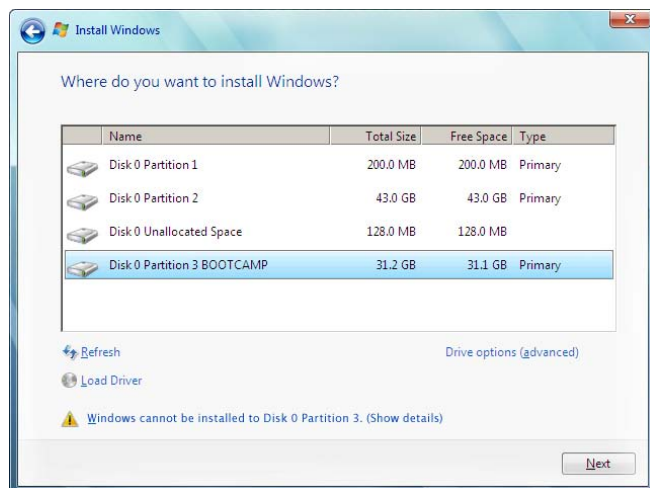 Install Windows
Where do you want to install Windows?
Name Total Size Free Space Type
Disk 0 Partition 1 200.0 MB 200.0 MB Primary
Disk 0 Partition 2 43.0 GB 43.0 GB Primary
Disk 0 Unallocated Space 128.0 MB 128.0 MB
Disk 0 Partition 3 BOOTCAMP 31.2 GB 31.1 GB Primary
Refresh Drive options (advanced)
Load Driver
Windows cannot be installed to Disk 0 Partition 3. (Show details)
Next